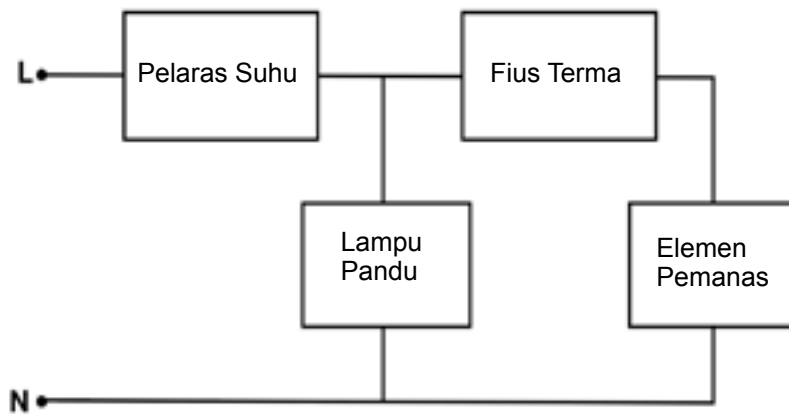 L
Pelaras Suhu
Fius Terma
Lampu
Pandu
Elemen
Pemanas
N